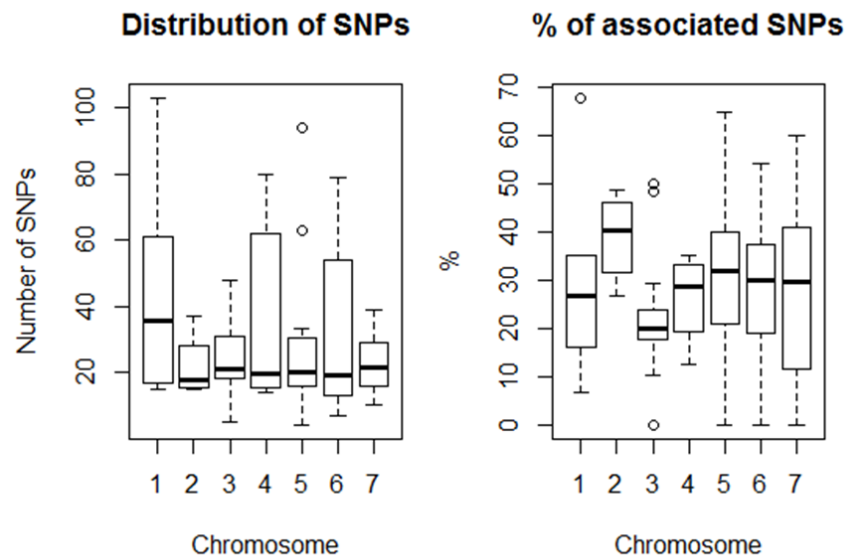 Distribution of SNPs
Number of SNPs
100
80
60
40
20
1 2 3 4 5 6 7
Chromosome
% of associated SNPs
%
70
60
50
40
30
20
10
0
1 2 3 4 5 6 7
Chromosome